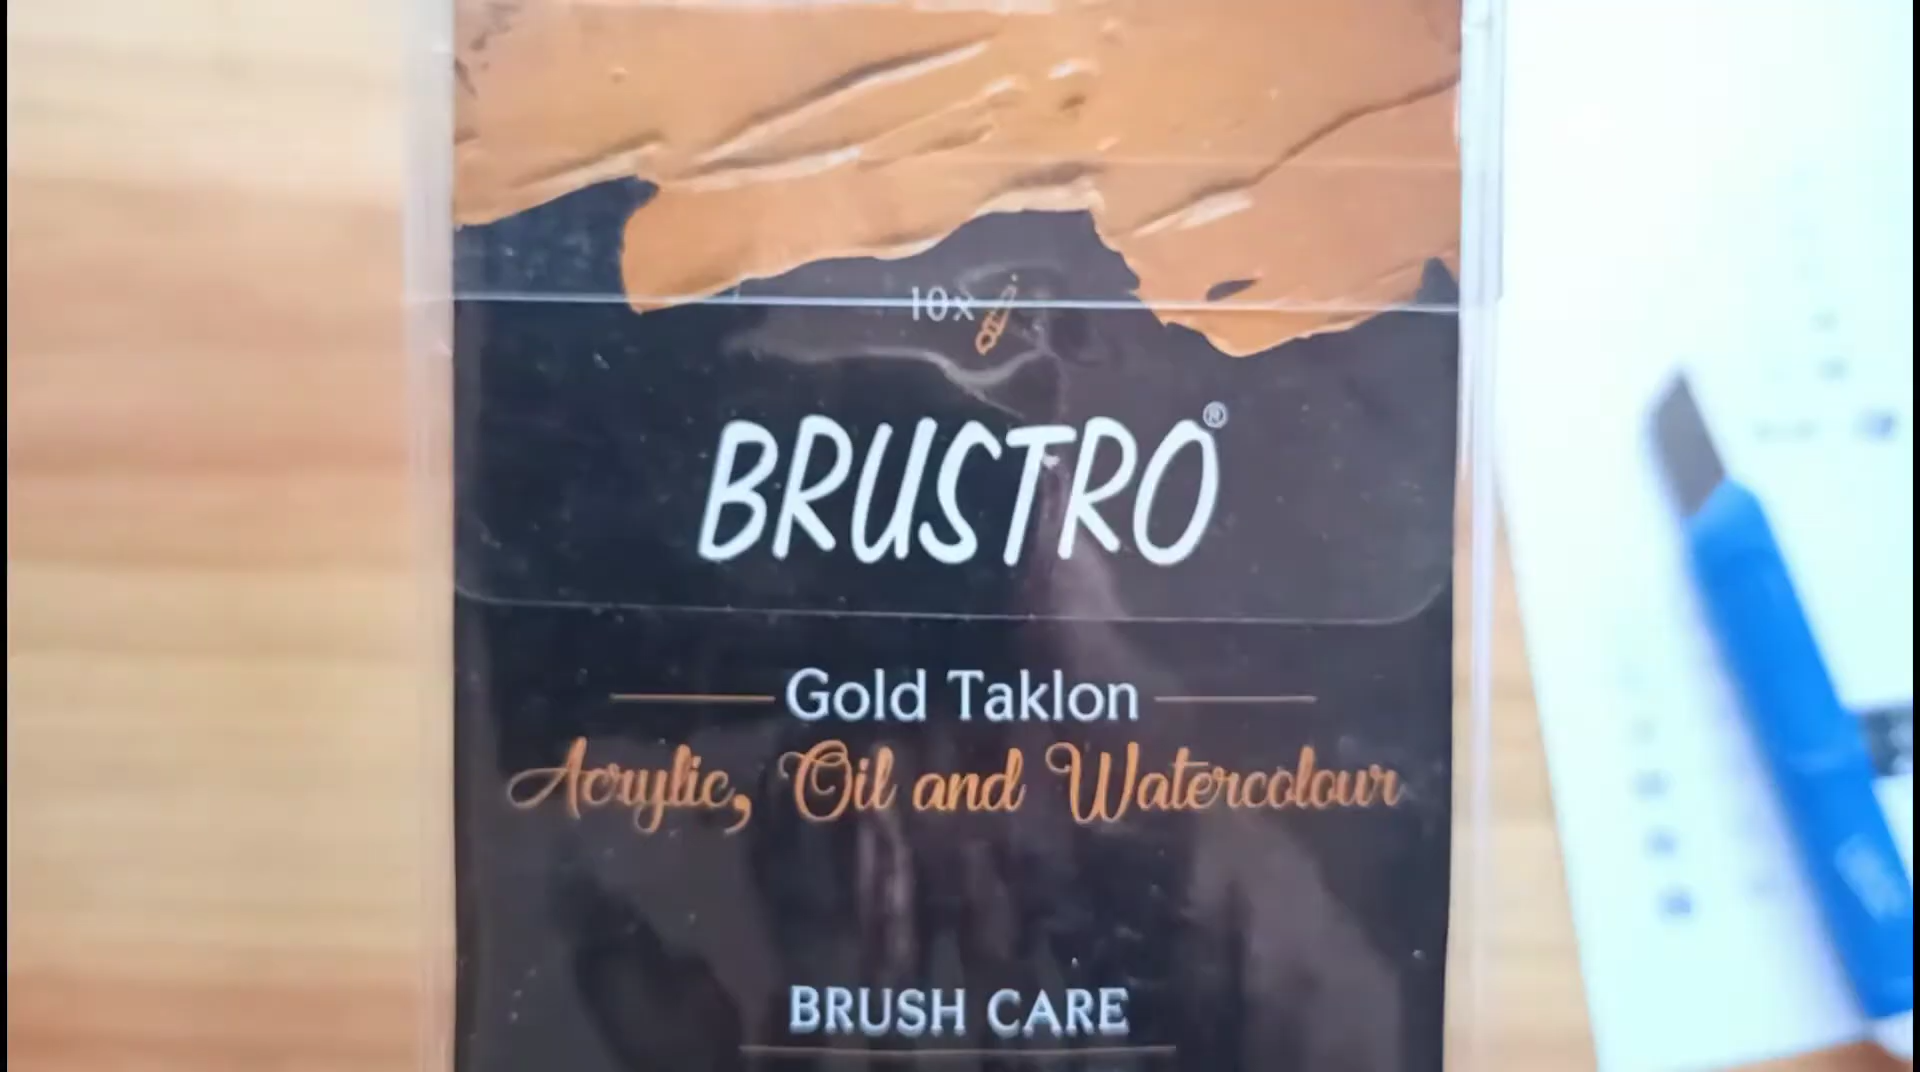 10x
BRUSTRO®
Gold Taklon
Acrylic, Oil and Watercolour
BRUSH CARE